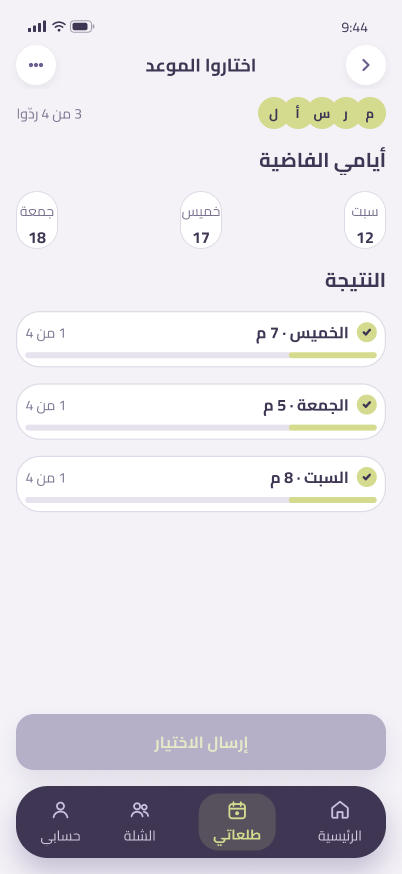 9:44
اختاروا الموعد
م ر س أ ل
3 من 4 ردّوا
أيامي الفاضية
سبت 12
خميس 17
جمعة 18
النتيجة
الخميس · 7 م
1 من 4
الجمعة · 5 م
1 من 4
السبت · 8 م
1 من 4
إرسال الاختيار
الرئيسية
طلعاتي
الشلة
حسابي